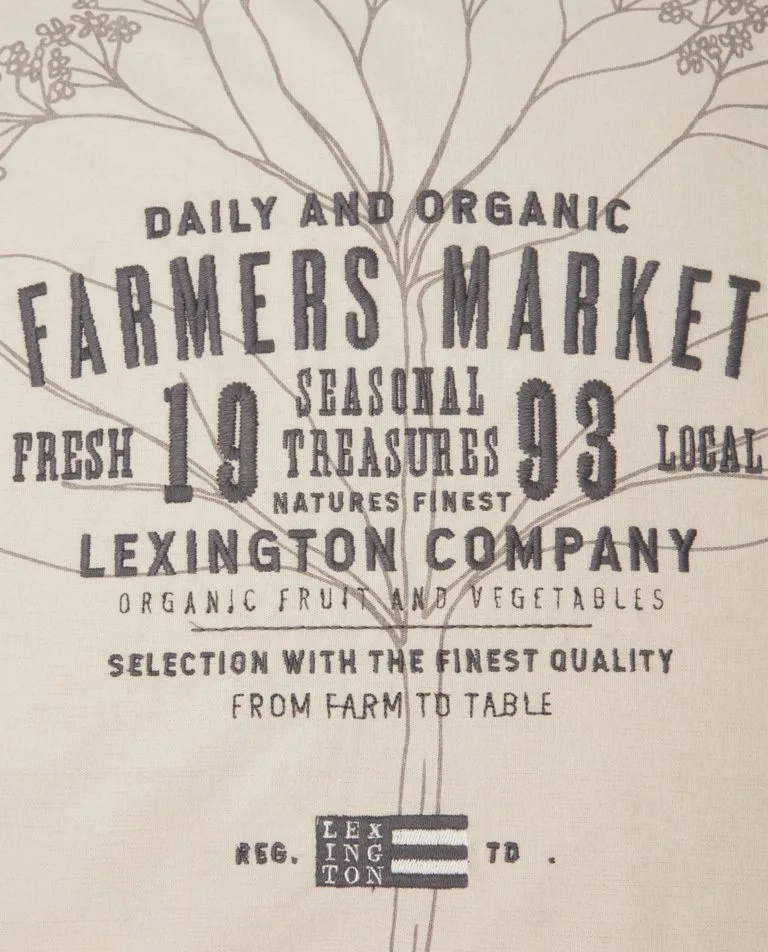 DAILY AND ORGANIC
FARMERS MARKET
SEASONAL
FRESH 19 TREASURES 93 LOCAL
NATURES FINEST
LEXINGTON COMPANY
ORGANIC FRUIT AND VEGETABLES
SELECTION WITH THE FINEST QUALITY
FROM FARM TO TABLE
LEX
REG. ING TD .
TON